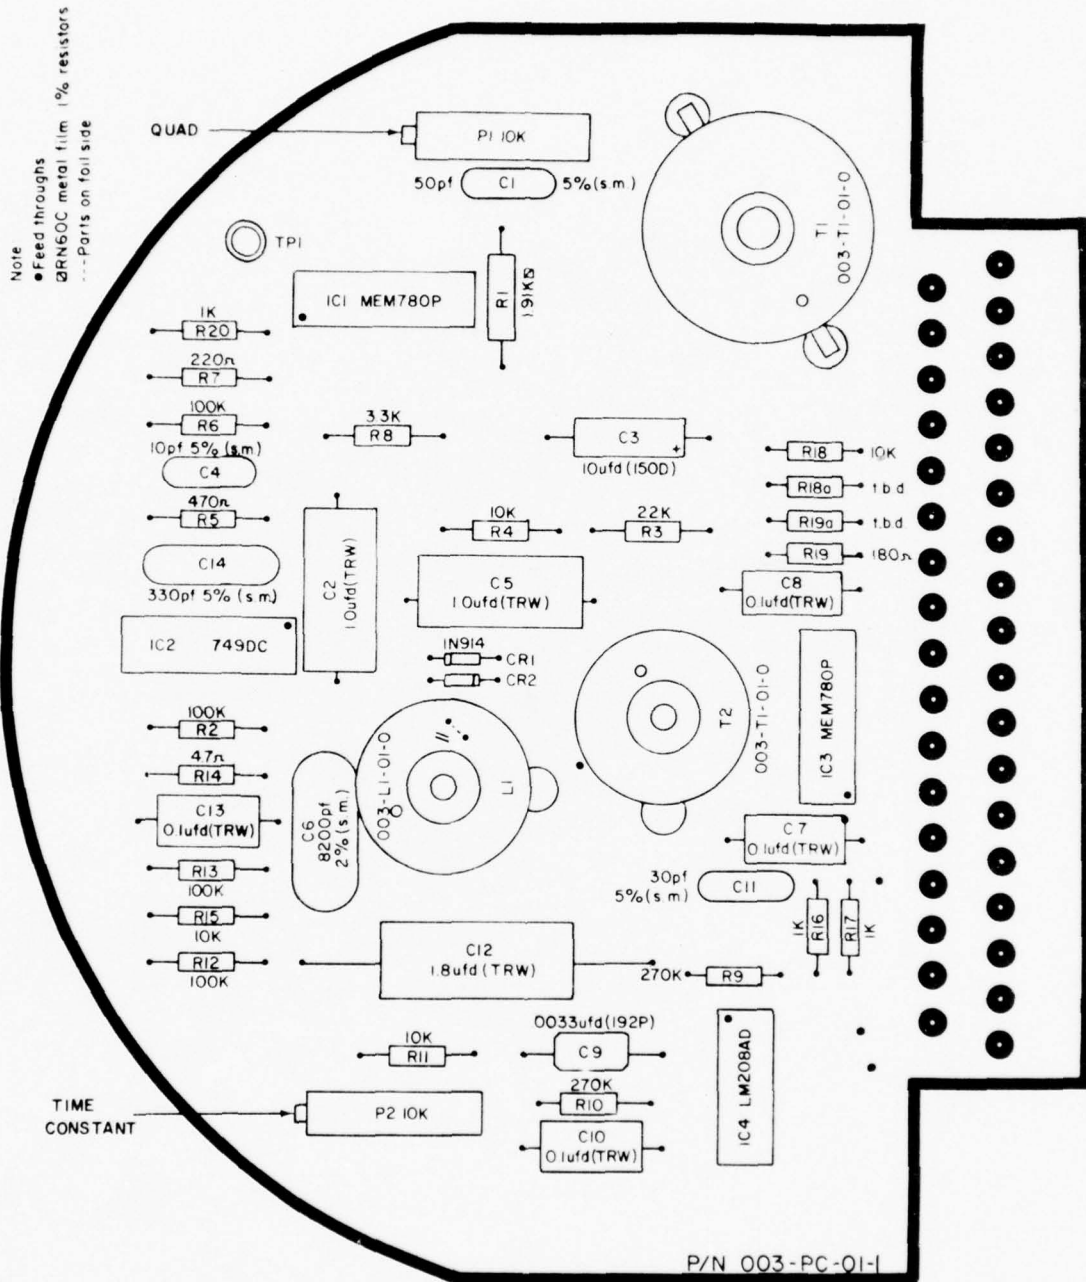 Note
●Feed throughs
⊠RN60C metal film 1% resistors
---Parts on foil side
QUAD
P1 10K
50pf
C1
5%(s.m.)
T1
003-T1-01-0
TP1
IC1 MEM780P
R1
1.91K⊠
1K
R20
220Ω
R7
100K
R6
10pf 5% (s.m.)
C4
470Ω
R5
C14
330pf 5% (s.m.)
IC2 749DC
3.3K
R8
C3
+
10ufd(150D)
R18
10K
R18a
t.b.d.
R19a
t.b.d.
R19
180Ω
10K
R4
22K
R3
C2
1.0ufd(TRW)
C5
1.0ufd(TRW)
C8
0.1ufd(TRW)
1N914
CR1
CR2
T2
003-T1-01-0
IC3 MEM780P
100K
R2
47Ω
R14
C13
0.1ufd(TRW)
R13
100K
R15
10K
R12
100K
C6
8200pf
2%(s.m.)
003-L1-01-0
L1
C7
0.1ufd(TRW)
30pf
5%(s.m.)
C11
1K
R16
R17
1K
C12
1.8ufd (TRW)
270K
R9
.0033ufd(192P)
C9
10K
R11
270K
R10
IC4 LM208AD
TIME
CONSTANT
P2 10K
C10
0.1ufd(TRW)
P/N 003-PC-01-1